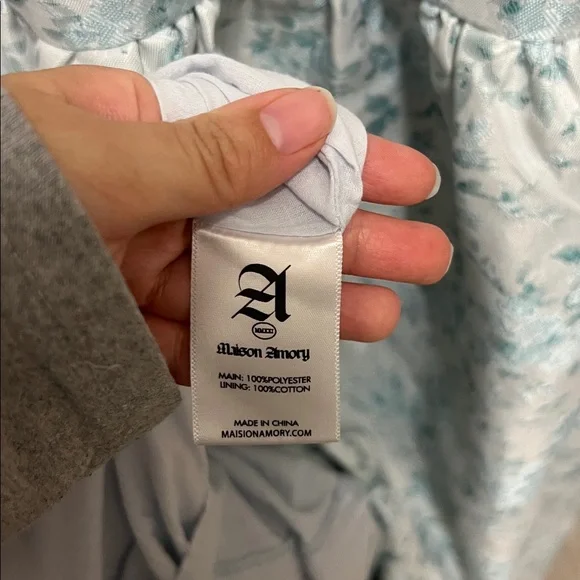 A
MMXXI
Maison Amory
MAIN: 100%POLYESTER
LINING: 100%COTTON
MADE IN CHINA
MAISIONAMORY.COM